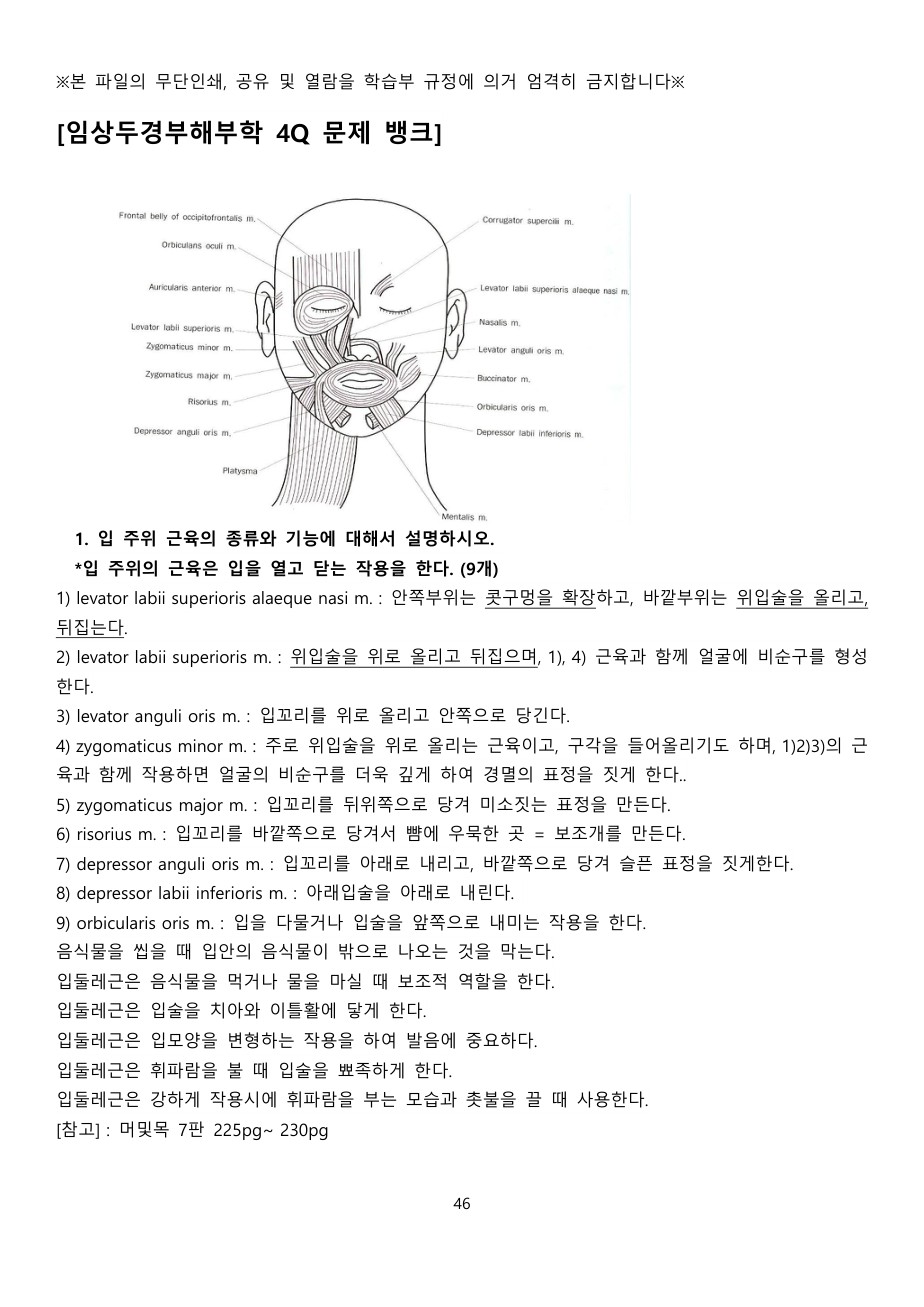 ※본 파일의 무단인쇄, 공유 및 열람을 학습부 규정에 의거 엄격히 금지합니다※
[임상두경부해부학 4Q 문제 뱅크]
Frontal belly of occipitofrontalis m.
Orbicularis oculi m.
Auricularis anterior m.
Levator labii superioris m.
Zygomaticus minor m.
Zygomaticus major m.
Risorius m.
Depressor anguli oris m.
Platysma
Corrugator supercilii m.
Levator labii superioris alaeque nasi m.
Nasalis m.
Levator anguli oris m.
Buccinator m.
Orbicularis oris m.
Depressor labii inferioris m.
Mentalis m.
1. 입 주위 근육의 종류와 기능에 대해서 설명하시오.
*입 주위의 근육은 입을 열고 닫는 작용을 한다. (9개)
1) levator labii superioris alaeque nasi m. : 안쪽부위는 콧구멍을 확장하고, 바깥부위는 위입술을 올리고,
뒤집는다.
2) levator labii superioris m. : 위입술을 위로 올리고 뒤집으며, 1), 4) 근육과 함께 얼굴에 비순구를 형성
한다.
3) levator anguli oris m. : 입꼬리를 위로 올리고 안쪽으로 당긴다.
4) zygomaticus minor m. : 주로 위입술을 위로 올리는 근육이고, 구각을 들어올리기도 하며, 1)2)3)의 근
육과 함께 작용하면 얼굴의 비순구를 더욱 깊게 하여 경멸의 표정을 짓게 한다..
5) zygomaticus major m. : 입꼬리를 뒤위쪽으로 당겨 미소짓는 표정을 만든다.
6) risorius m. : 입꼬리를 바깥쪽으로 당겨서 뺨에 우묵한 곳 = 보조개를 만든다.
7) depressor anguli oris m. : 입꼬리를 아래로 내리고, 바깥쪽으로 당겨 슬픈 표정을 짓게한다.
8) depressor labii inferioris m. : 아래입술을 아래로 내린다.
9) orbicularis oris m. : 입을 다물거나 입술을 앞쪽으로 내미는 작용을 한다.
음식물을 씹을 때 입안의 음식물이 밖으로 나오는 것을 막는다.
입둘레근은 음식물을 먹거나 물을 마실 때 보조적 역할을 한다.
입둘레근은 입술을 치아와 이틀활에 닿게 한다.
입둘레근은 입모양을 변형하는 작용을 하여 발음에 중요하다.
입둘레근은 휘파람을 불 때 입술을 뾰족하게 한다.
입둘레근은 강하게 작용시에 휘파람을 부는 모습과 촛불을 끌 때 사용한다.
[참고] : 머및목 7판 225pg~ 230pg
46